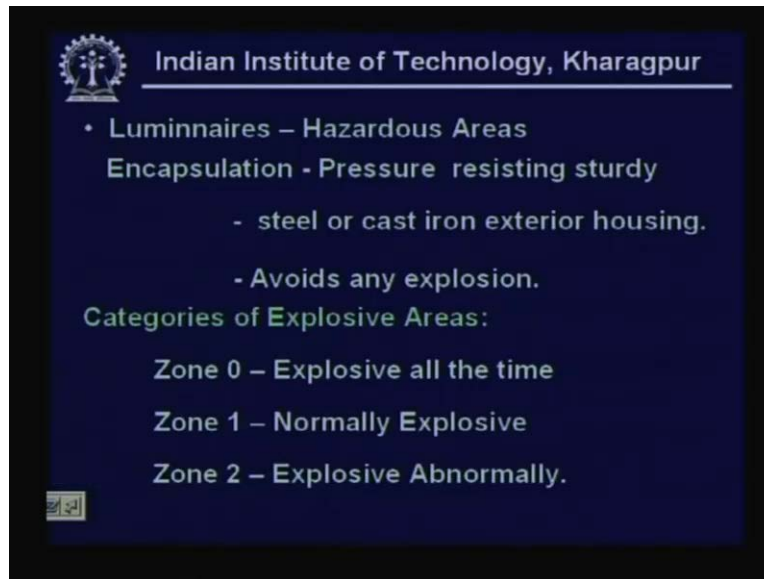 Indian Institute of Technology, Kharagpur
• Luminnaires – Hazardous Areas
Encapsulation - Pressure resisting sturdy
- steel or cast iron exterior housing.
- Avoids any explosion.
Categories of Explosive Areas:
Zone 0 – Explosive all the time
Zone 1 – Normally Explosive
Zone 2 – Explosive Abnormally.